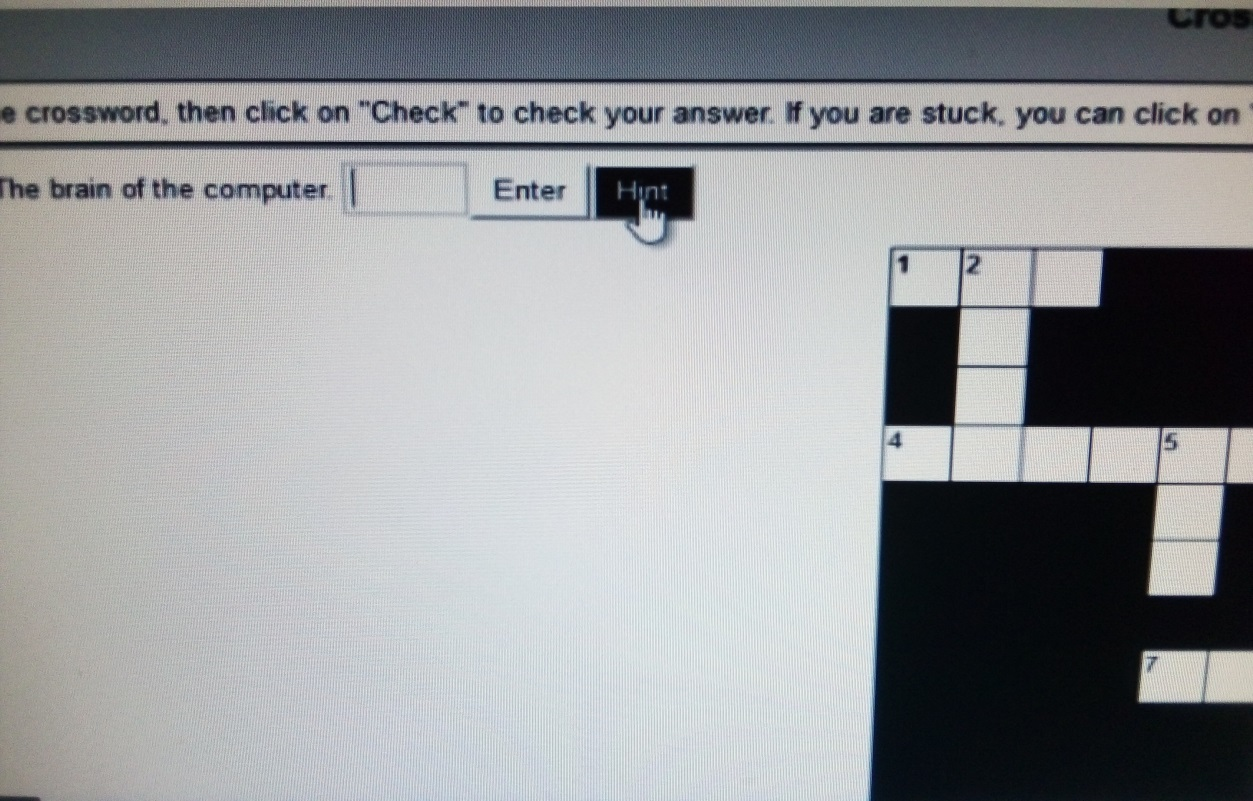 Cros
e crossword, then click on "Check" to check your answer. If you are stuck, you can click on "
The brain of the computer.
Enter
Hint
1
2
4
5
7